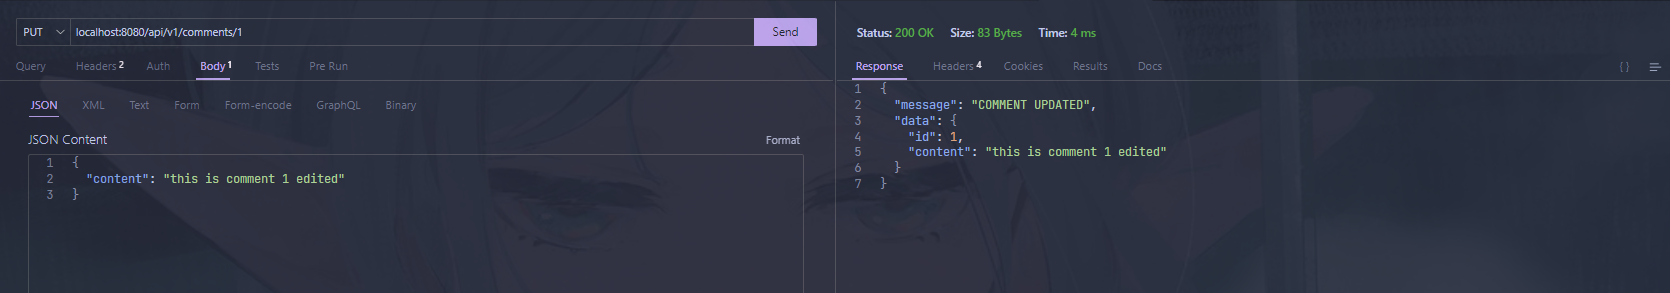 PUT localhost:8080/api/v1/comments/1 Send
Query Headers 2 Auth Body 1 Tests Pre Run
JSON XML Text Form Form-encode GraphQL Binary
JSON Content Format
1 {
2 "content": "this is comment 1 edited"
3 }
Status: 200 OK Size: 83 Bytes Time: 4 ms
Response Headers 4 Cookies Results Docs { }
1 {
2 "message": "COMMENT UPDATED",
3 "data": {
4 "id": 1,
5 "content": "this is comment 1 edited"
6 }
7 }